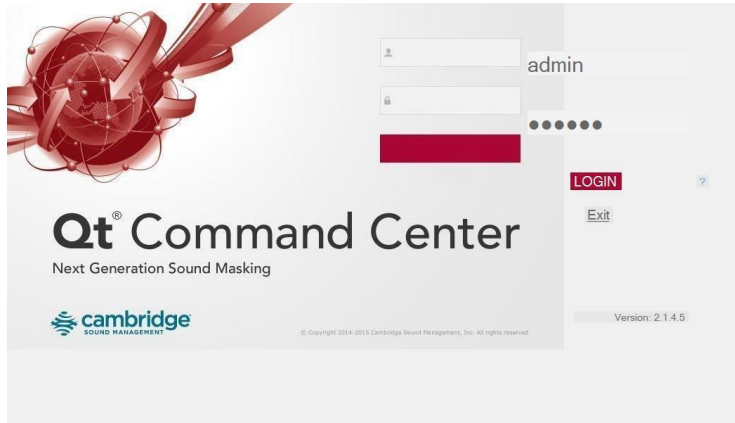 admin
●●●●●●
LOGIN
?
Exit
Qt® Command Center
Next Generation Sound Masking
cambridge
SOUND MANAGEMENT
© Copyright 2014-2015 Cambridge Sound Management, Inc. All rights reserved
Version: 2.1.4.5